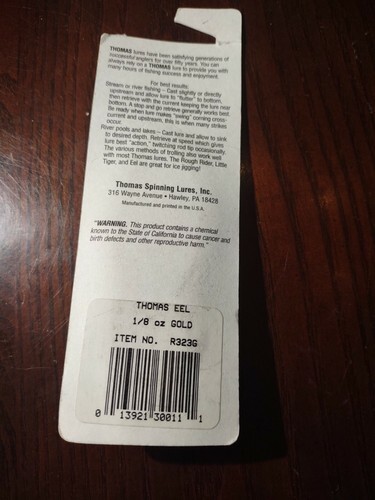 THOMAS lures have been satisfying generations of
successful anglers for over fifty years. You can
always rely on a THOMAS lure to provide you with
many hours of fishing success and enjoyment.
For best results:
Stream or river fishing – Cast slightly or directly
upstream and allow lure to "flutter" to bottom,
then retrieve with the current keeping the lure near
bottom. A stop and go retrieve generally works best.
Be ready when lure makes "swing" coming cross-
current and upstream, this is when many strikes
occur.
River pools and lakes – Cast lure and allow to sink
to desired depth. Retrieve at speed which gives
lure best "action," twitching rod tip occasionally.
The various methods of trolling also work well
with most Thomas lures. The Rough Rider, Little
Tiger, and Eel are great for ice jigging!
Thomas Spinning Lures, Inc.
316 Wayne Avenue • Hawley, PA 18428
Manufactured and printed in the U.S.A.
"WARNING. This product contains a chemical
known to the State of California to cause cancer and
birth defects and other reproductive harm."
THOMAS EEL
1/8 oz GOLD
ITEM NO. R323G
0 13921 30011 1